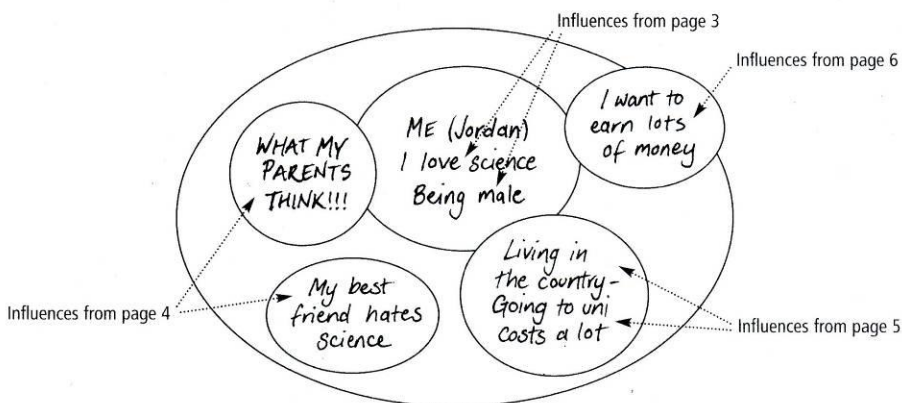 Influences from page 3
Influences from page 6
I want to
earn lots
of money
ME (Jordan)
I love science
Being male
WHAT MY
PARENTS
THINK!!!
Living in
the country-
Going to uni
costs a lot
My best
friend hates
science
Influences from page 4
Influences from page 5